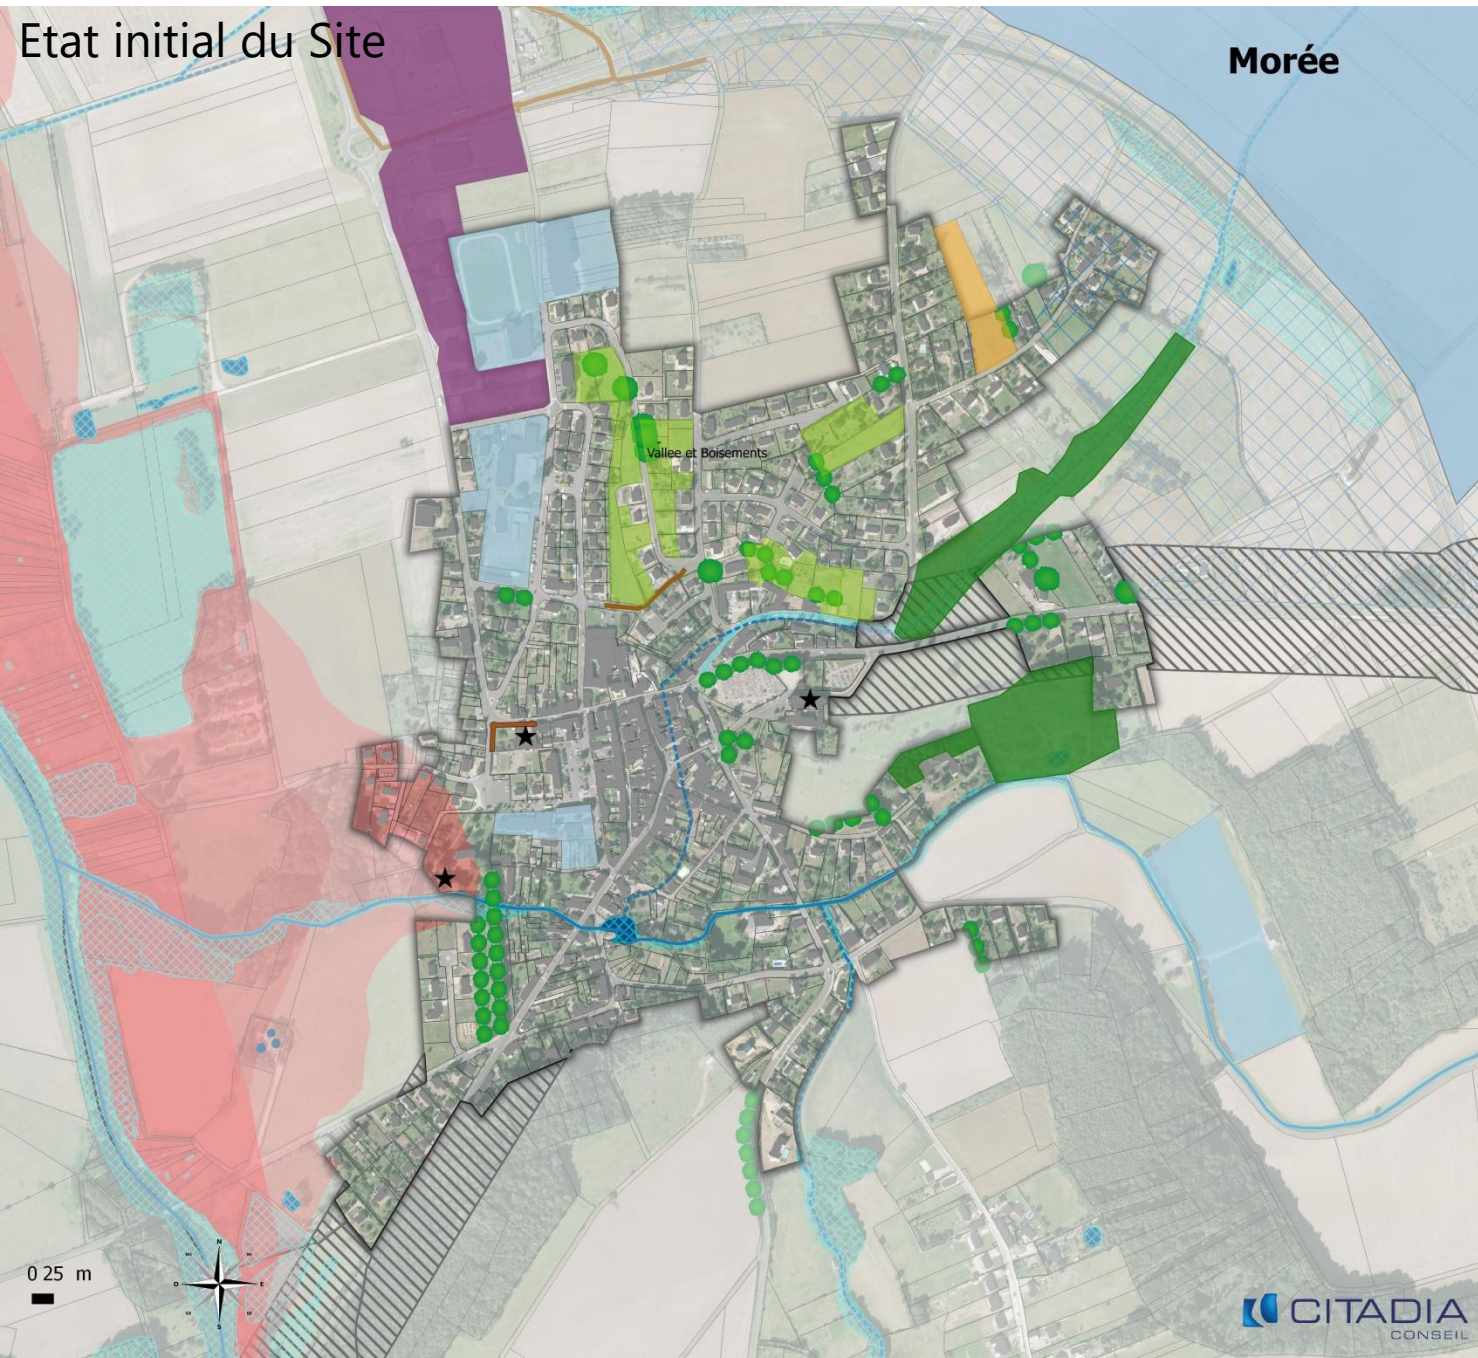 Etat initial du Site
Morée
Vallee et Boisements
0 25 m
N
O
E
S
CITADIA
CONSEIL